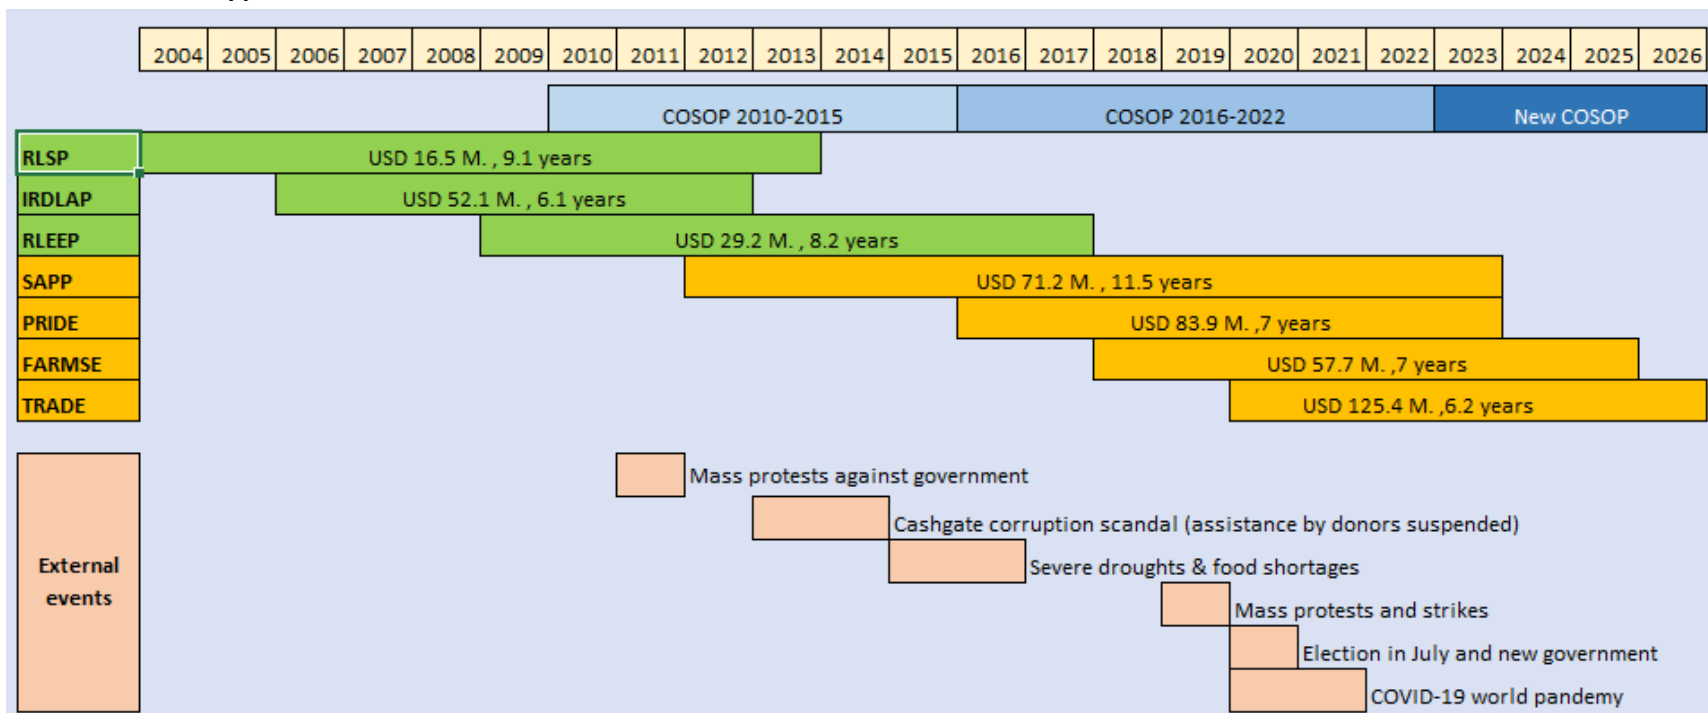 2004 2005 2006 2007 2008 2009 2010 2011 2012 2013 2014 2015 2016 2017 2018 2019 2020 2021 2022 2023 2024 2025 2026
COSOP 2010-2015 COSOP 2016-2022 New COSOP
RLSP USD 16.5 M. , 9.1 years
IRDLAP USD 52.1 M. , 6.1 years
RLEEP USD 29.2 M. , 8.2 years
SAPP USD 71.2 M. , 11.5 years
PRIDE USD 83.9 M. ,7 years
FARMSE USD 57.7 M. ,7 years
TRADE USD 125.4 M. ,6.2 years
External
events
Mass protests against government
Cashgate corruption scandal (assistance by donors suspended)
Severe droughts & food shortages
Mass protests and strikes
Election in July and new government
COVID-19 world pandemy